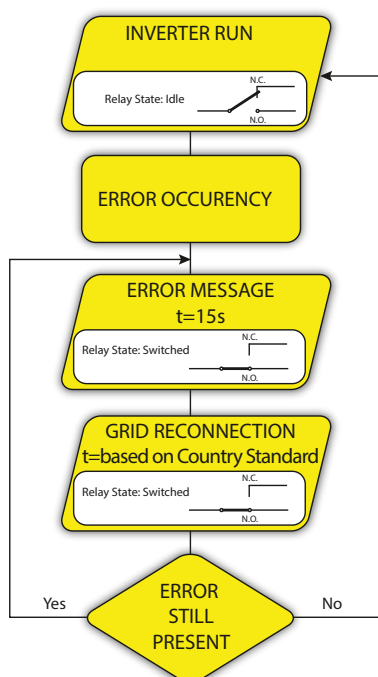 INVERTER RUN
N.C.
Relay State: Idle
N.O.
ERROR OCCURENCY
ERROR MESSAGE
t=15s
N.C.
Relay State: Switched
N.O.
GRID RECONNECTION
t=based on Country Standard
N.C.
Relay State: Switched
N.O.
Yes
ERROR
STILL
PRESENT
No